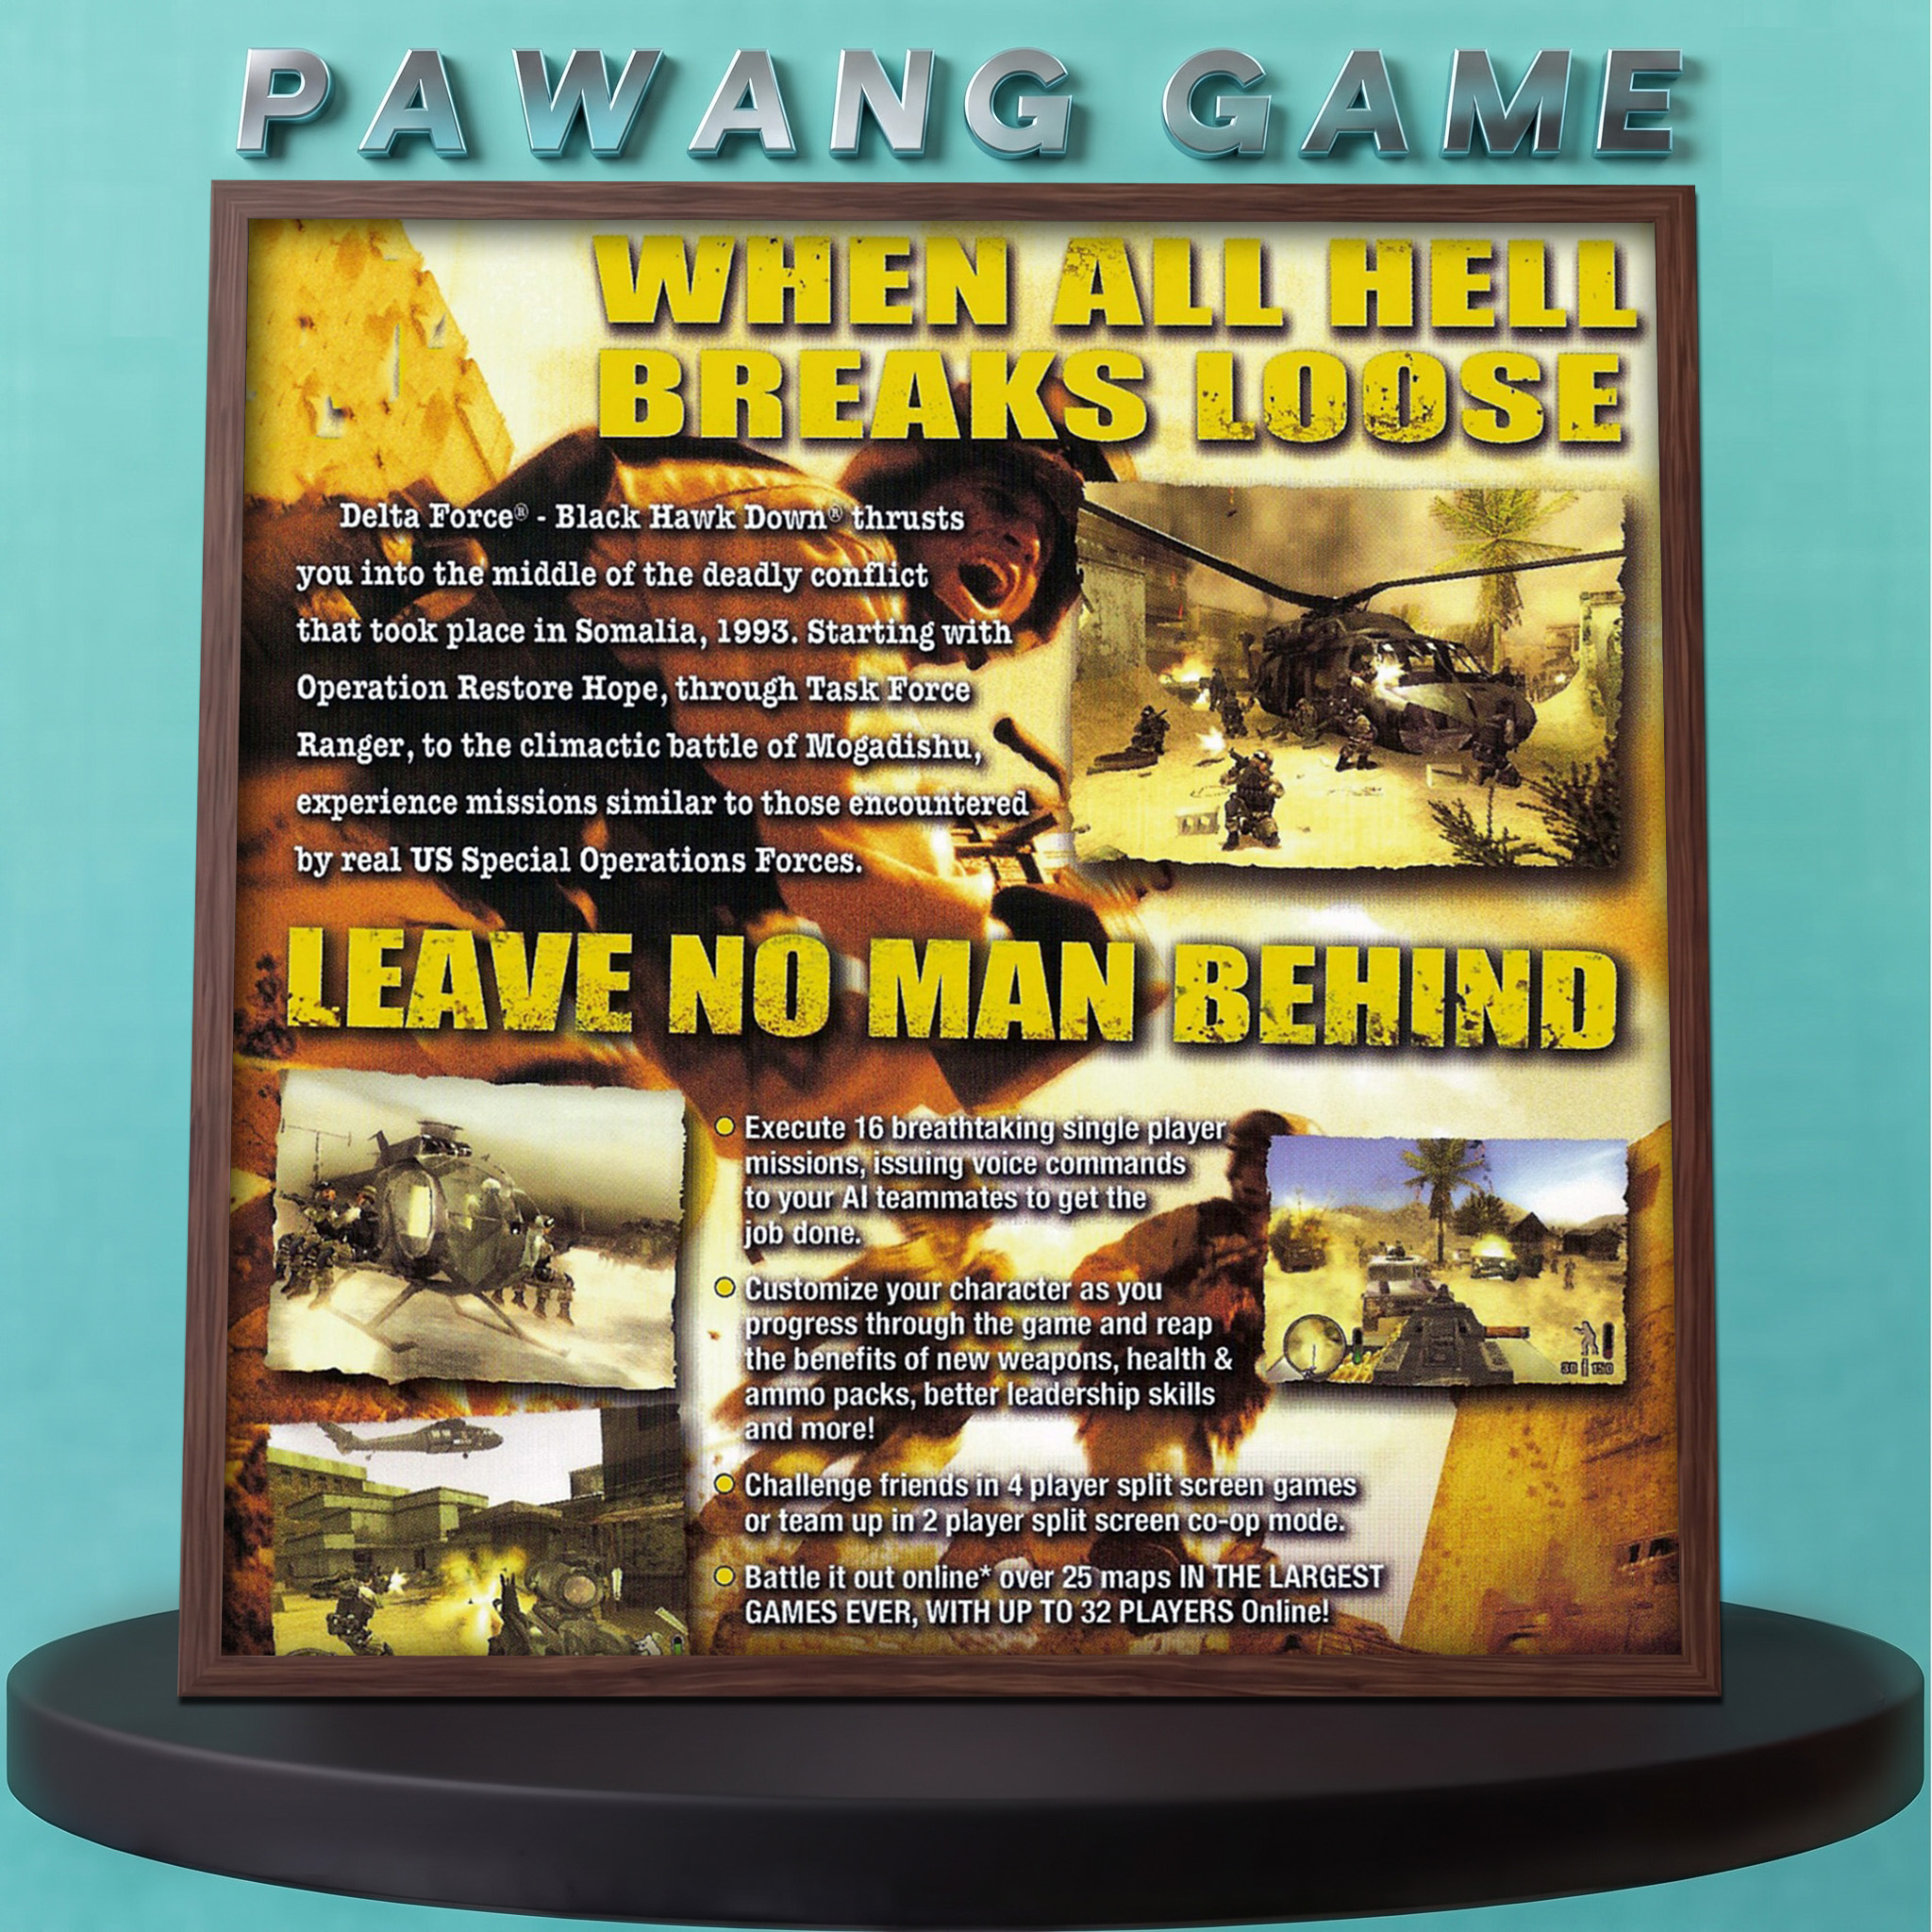 PAWANG GAME
WHEN ALL HELL
BREAKS LOOSE
Delta Force® - Black Hawk Down® thrusts
you into the middle of the deadly conflict
that took place in Somalia, 1993. Starting with
Operation Restore Hope, through Task Force
Ranger, to the climactic battle of Mogadishu,
experience missions similar to those encountered
by real US Special Operations Forces.
LEAVE NO MAN BEHIND
Execute 16 breathtaking single player
missions, issuing voice commands
to your AI teammates to get the
job done.
Customize your character as you
progress through the game and reap
the benefits of new weapons, health &
ammo packs, better leadership skills
and more!
30 150
Challenge friends in 4 player split screen games
or team up in 2 player split screen co-op mode.
Battle it out online* over 25 maps IN THE LARGEST
GAMES EVER, WITH UP TO 32 PLAYERS Online!